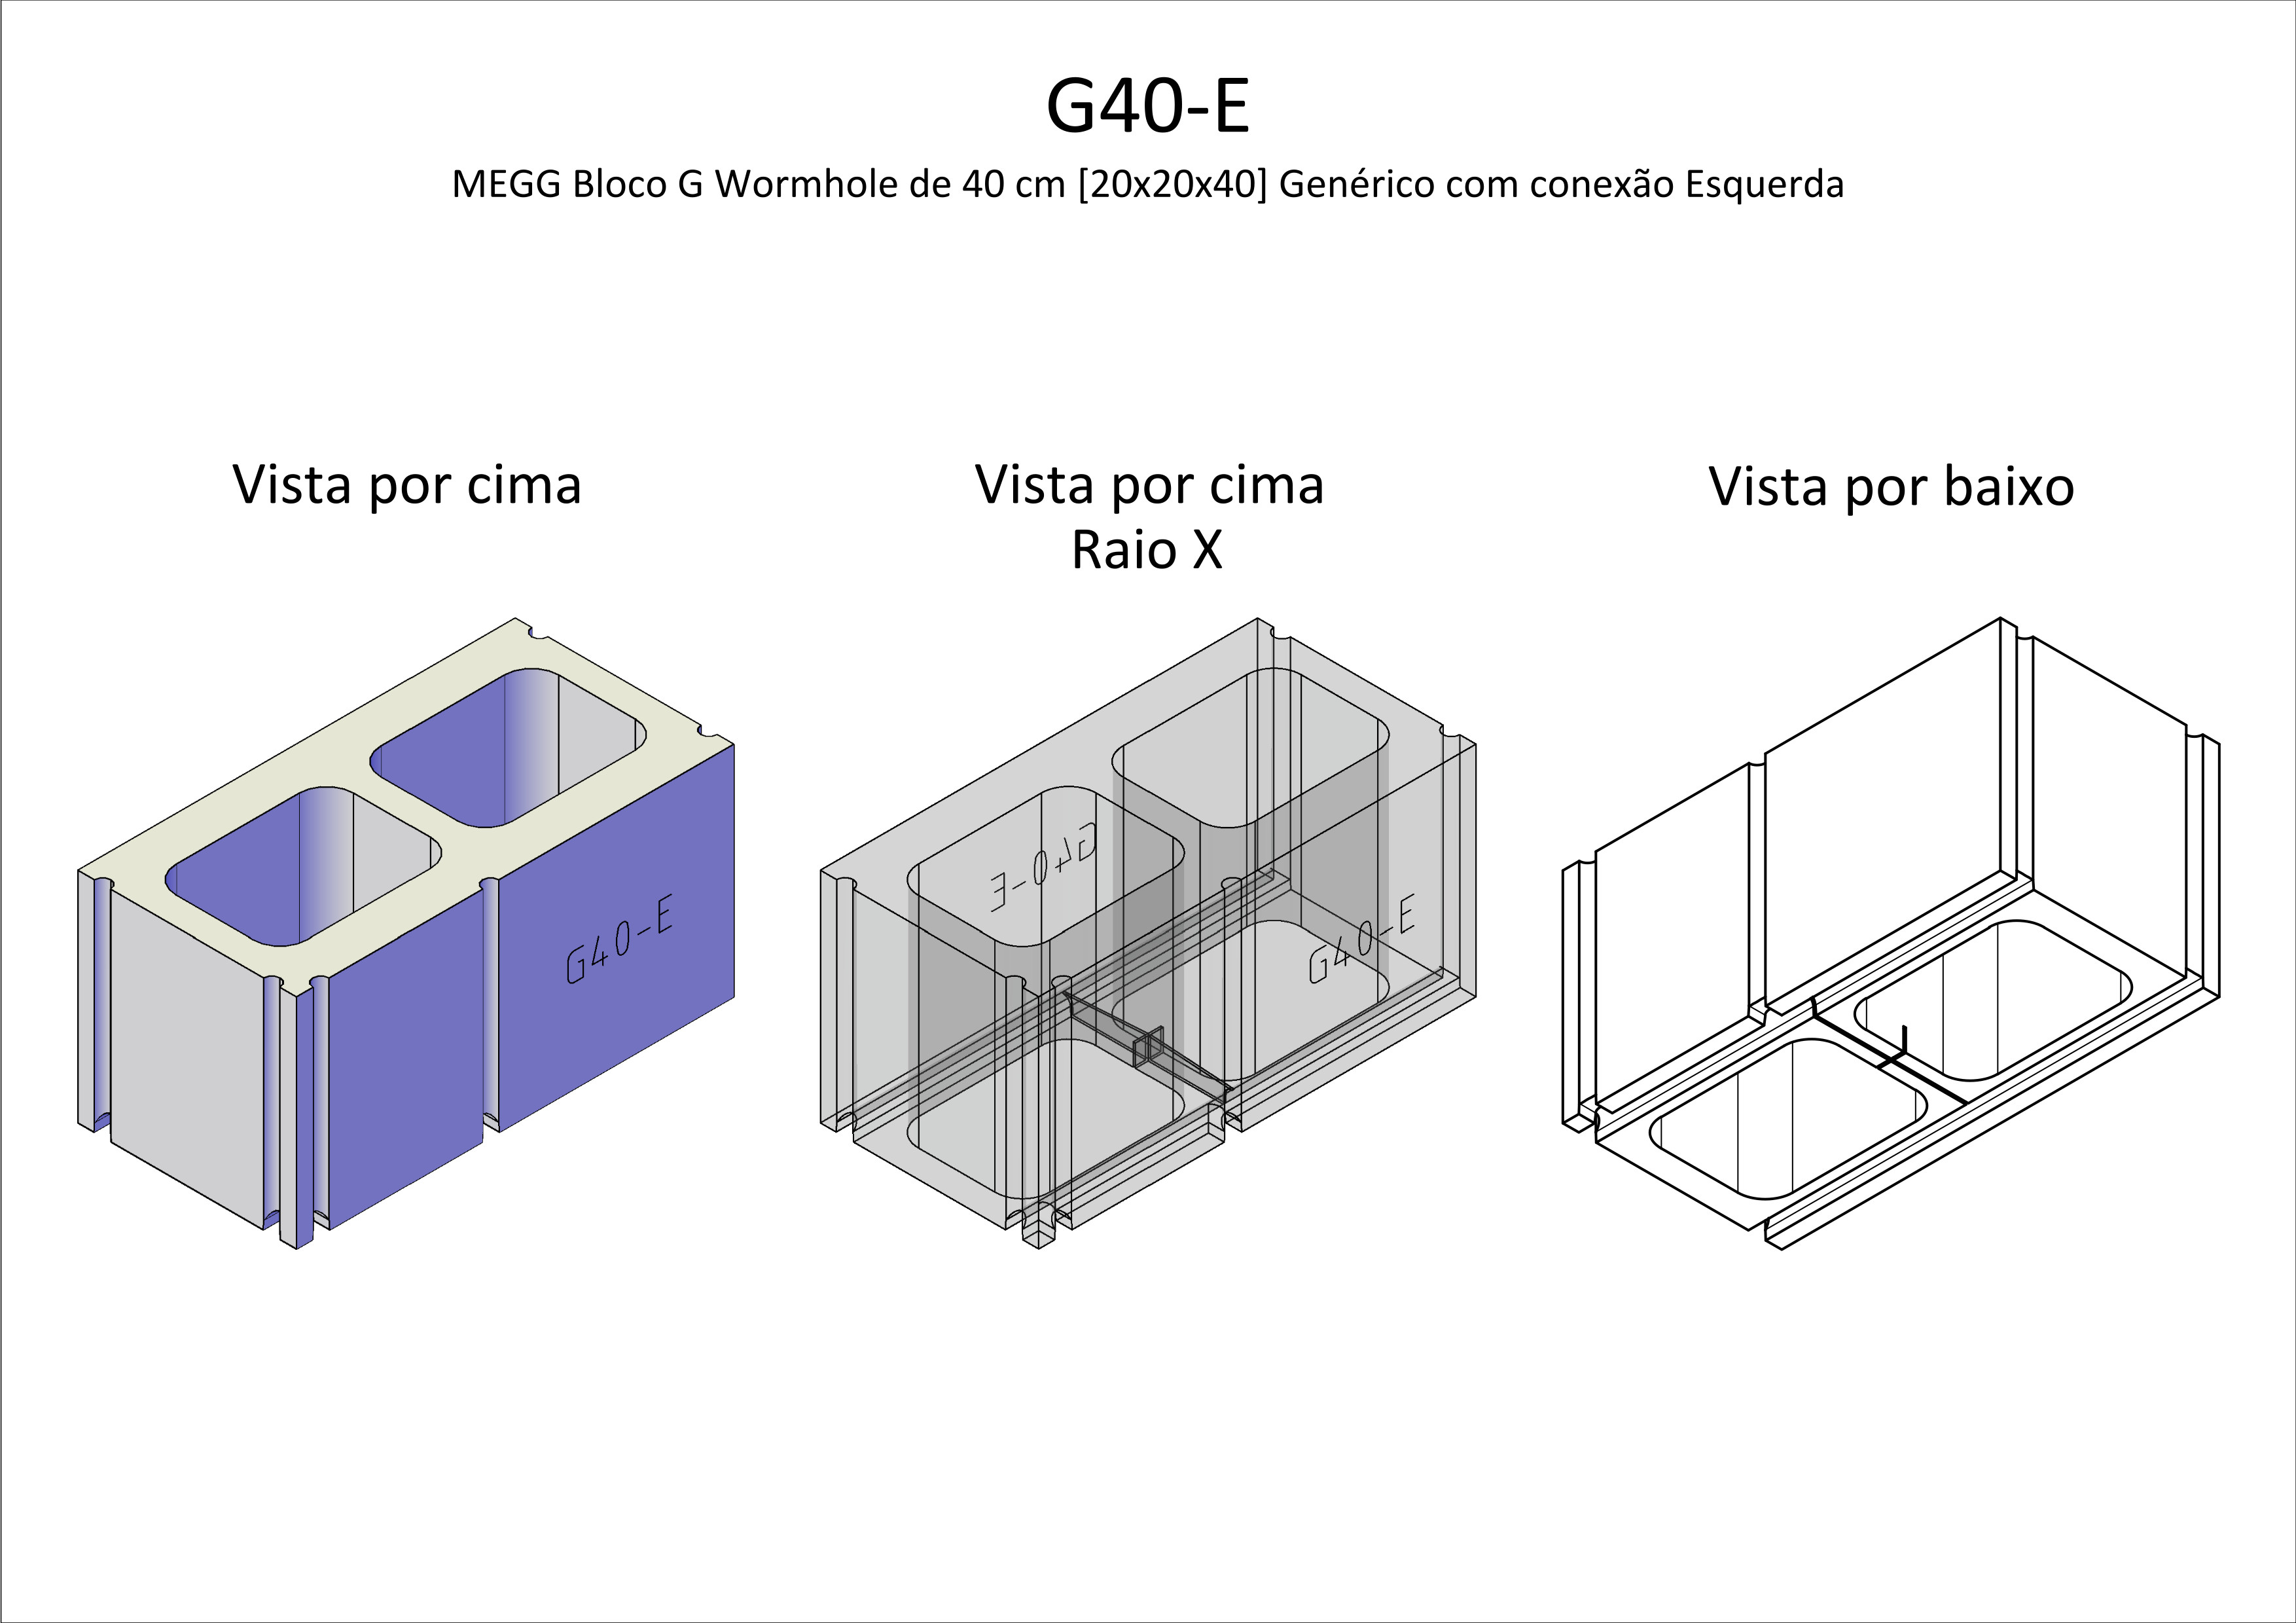 G40-E
MEGG Bloco G Wormhole de 40 cm [20x20x40] Genérico com conexão Esquerda
Vista por cima
Vista por cima
Raio X
Vista por baixo
G40-E
G40-E
G40-E